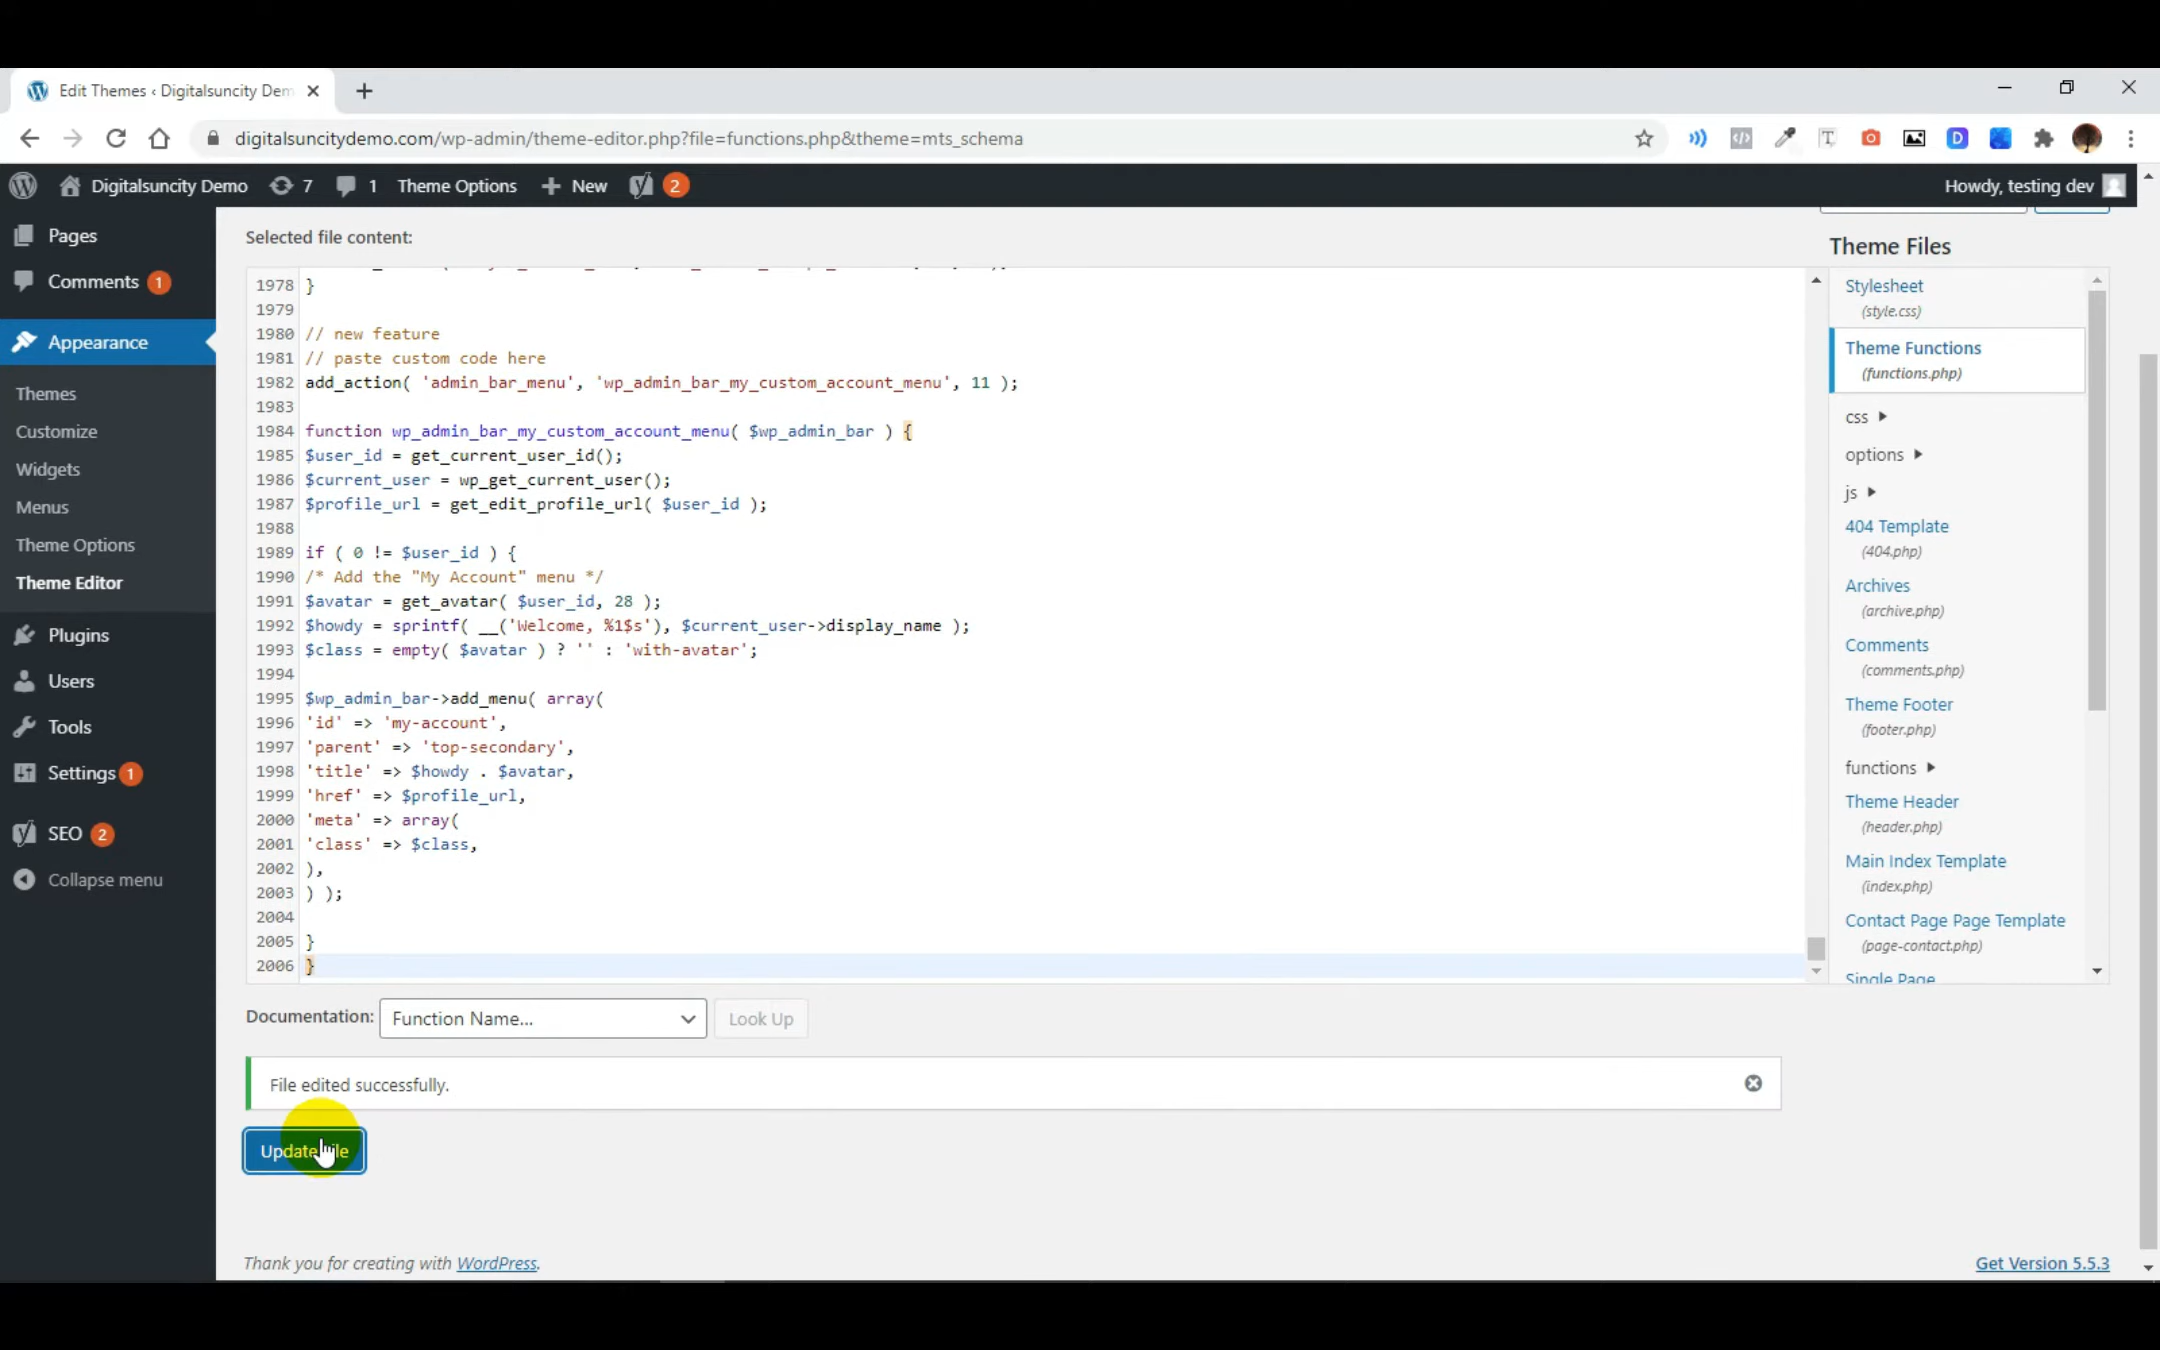 Edit Themes ‹ Digitalsuncity Dem
digitalsuncitydemo.com/wp-admin/theme-editor.php?file=functions.php&theme=mts_schema
Digitalsuncity Demo 7 1 Theme Options New 2
Howdy, testing dev
Pages
Comments 1
Appearance
Themes
Customize
Widgets
Menus
Theme Options
Theme Editor
Plugins
Users
Tools
Settings 1
SEO 2
Collapse menu
Selected file content:
1978 }
1979
1980 // new feature
1981 // paste custom code here
1982 add_action( 'admin_bar_menu', 'wp_admin_bar_my_custom_account_menu', 11 );
1983
1984 function wp_admin_bar_my_custom_account_menu( $wp_admin_bar ) {
1985 $user_id = get_current_user_id();
1986 $current_user = wp_get_current_user();
1987 $profile_url = get_edit_profile_url( $user_id );
1988
1989 if ( 0 != $user_id ) {
1990 /* Add the "My Account" menu */
1991 $avatar = get_avatar( $user_id, 28 );
1992 $howdy = sprintf( __('Welcome, %1$s'), $current_user->display_name );
1993 $class = empty( $avatar ) ? '' : 'with-avatar';
1994
1995 $wp_admin_bar->add_menu( array(
1996 'id' => 'my-account',
1997 'parent' => 'top-secondary',
1998 'title' => $howdy . $avatar,
1999 'href' => $profile_url,
2000 'meta' => array(
2001 'class' => $class,
2002 ),
2003 ) );
2004
2005 }
2006 }
Theme Files
Stylesheet
(style.css)
Theme Functions
(functions.php)
css
options
js
404 Template
(404.php)
Archives
(archive.php)
Comments
(comments.php)
Theme Footer
(footer.php)
functions
Theme Header
(header.php)
Main Index Template
(index.php)
Contact Page Page Template
(page-contact.php)
Single Page
Documentation: Function Name... Look Up
File edited successfully.
Update File
Thank you for creating with WordPress.
Get Version 5.5.3